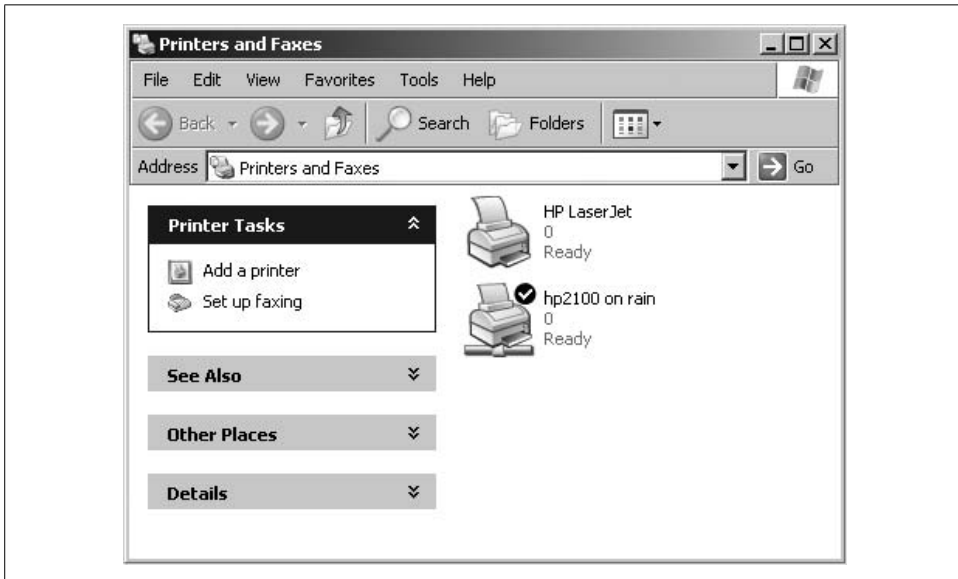 Printers and Faxes
File Edit View Favorites Tools Help
Back Search Folders
Address Printers and Faxes Go
Printer Tasks
Add a printer
Set up faxing
See Also
Other Places
Details
HP LaserJet
0
Ready
hp2100 on rain
0
Ready